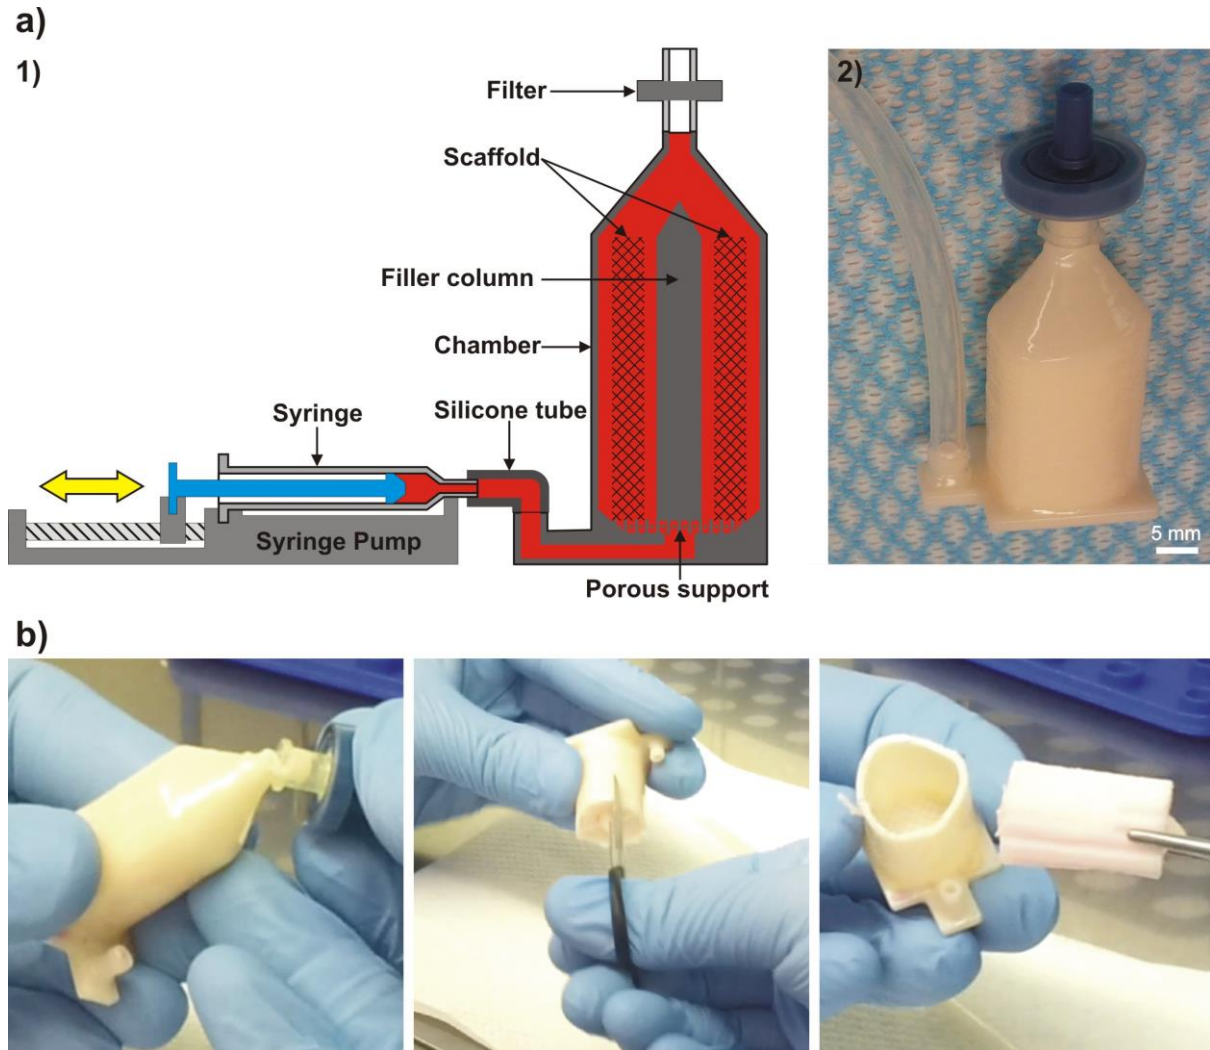 a)
1)
2)
Filter
Scaffold
Filler column
Chamber
Silicone tube
Syringe
Syringe Pump
Porous support
5 mm
b)